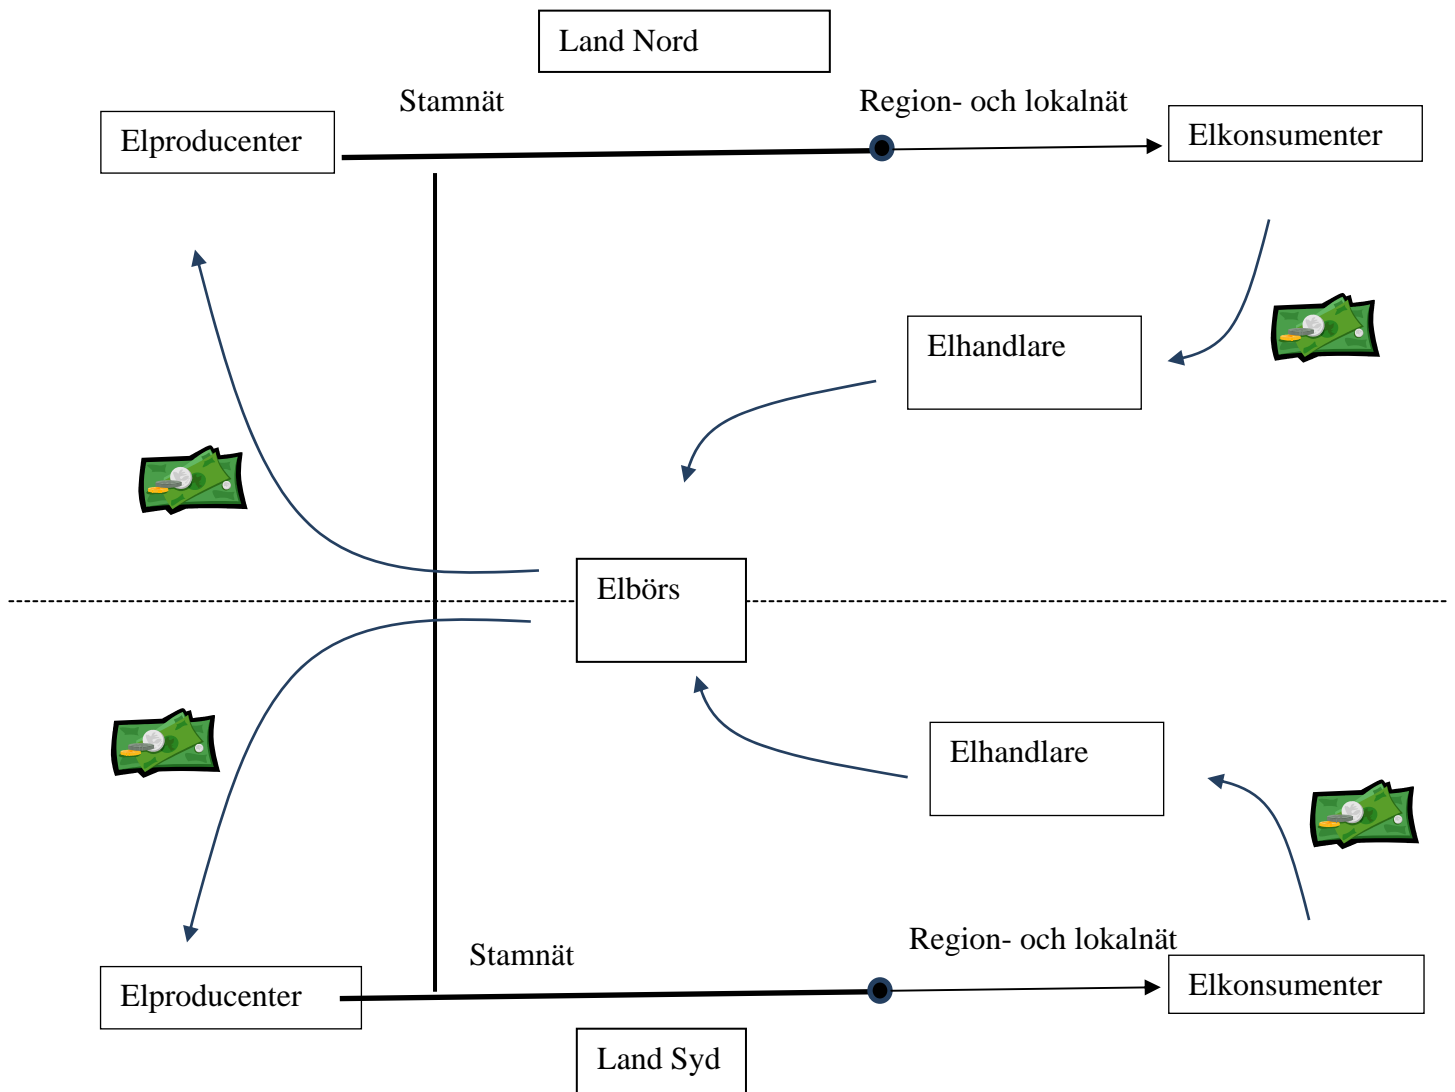 Land Nord
Stamnät
Region- och lokalnät
Elproducenter
Elkonsumenter
Elhandlare
Elbörs
Elhandlare
Stamnät
Region- och lokalnät
Elproducenter
Elkonsumenter
Land Syd